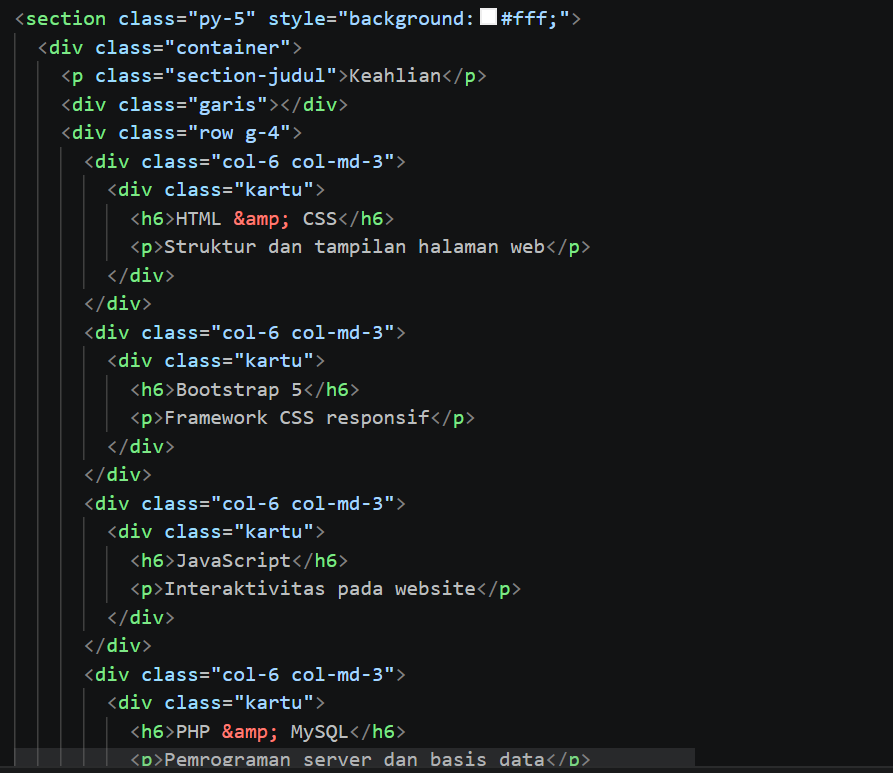 <section class="py-5" style="background: #fff;">
<div class="container">
<p class="section-judul">Keahlian</p>
<div class="garis"></div>
<div class="row g-4">
<div class="col-6 col-md-3">
<div class="kartu">
<h6>HTML &amp; CSS</h6>
<p>Struktur dan tampilan halaman web</p>
</div>
</div>
<div class="col-6 col-md-3">
<div class="kartu">
<h6>Bootstrap 5</h6>
<p>Framework CSS responsif</p>
</div>
</div>
<div class="col-6 col-md-3">
<div class="kartu">
<h6>JavaScript</h6>
<p>Interaktivitas pada website</p>
</div>
</div>
<div class="col-6 col-md-3">
<div class="kartu">
<h6>PHP &amp; MySQL</h6>
<p>Pemrograman server dan basis data</p>